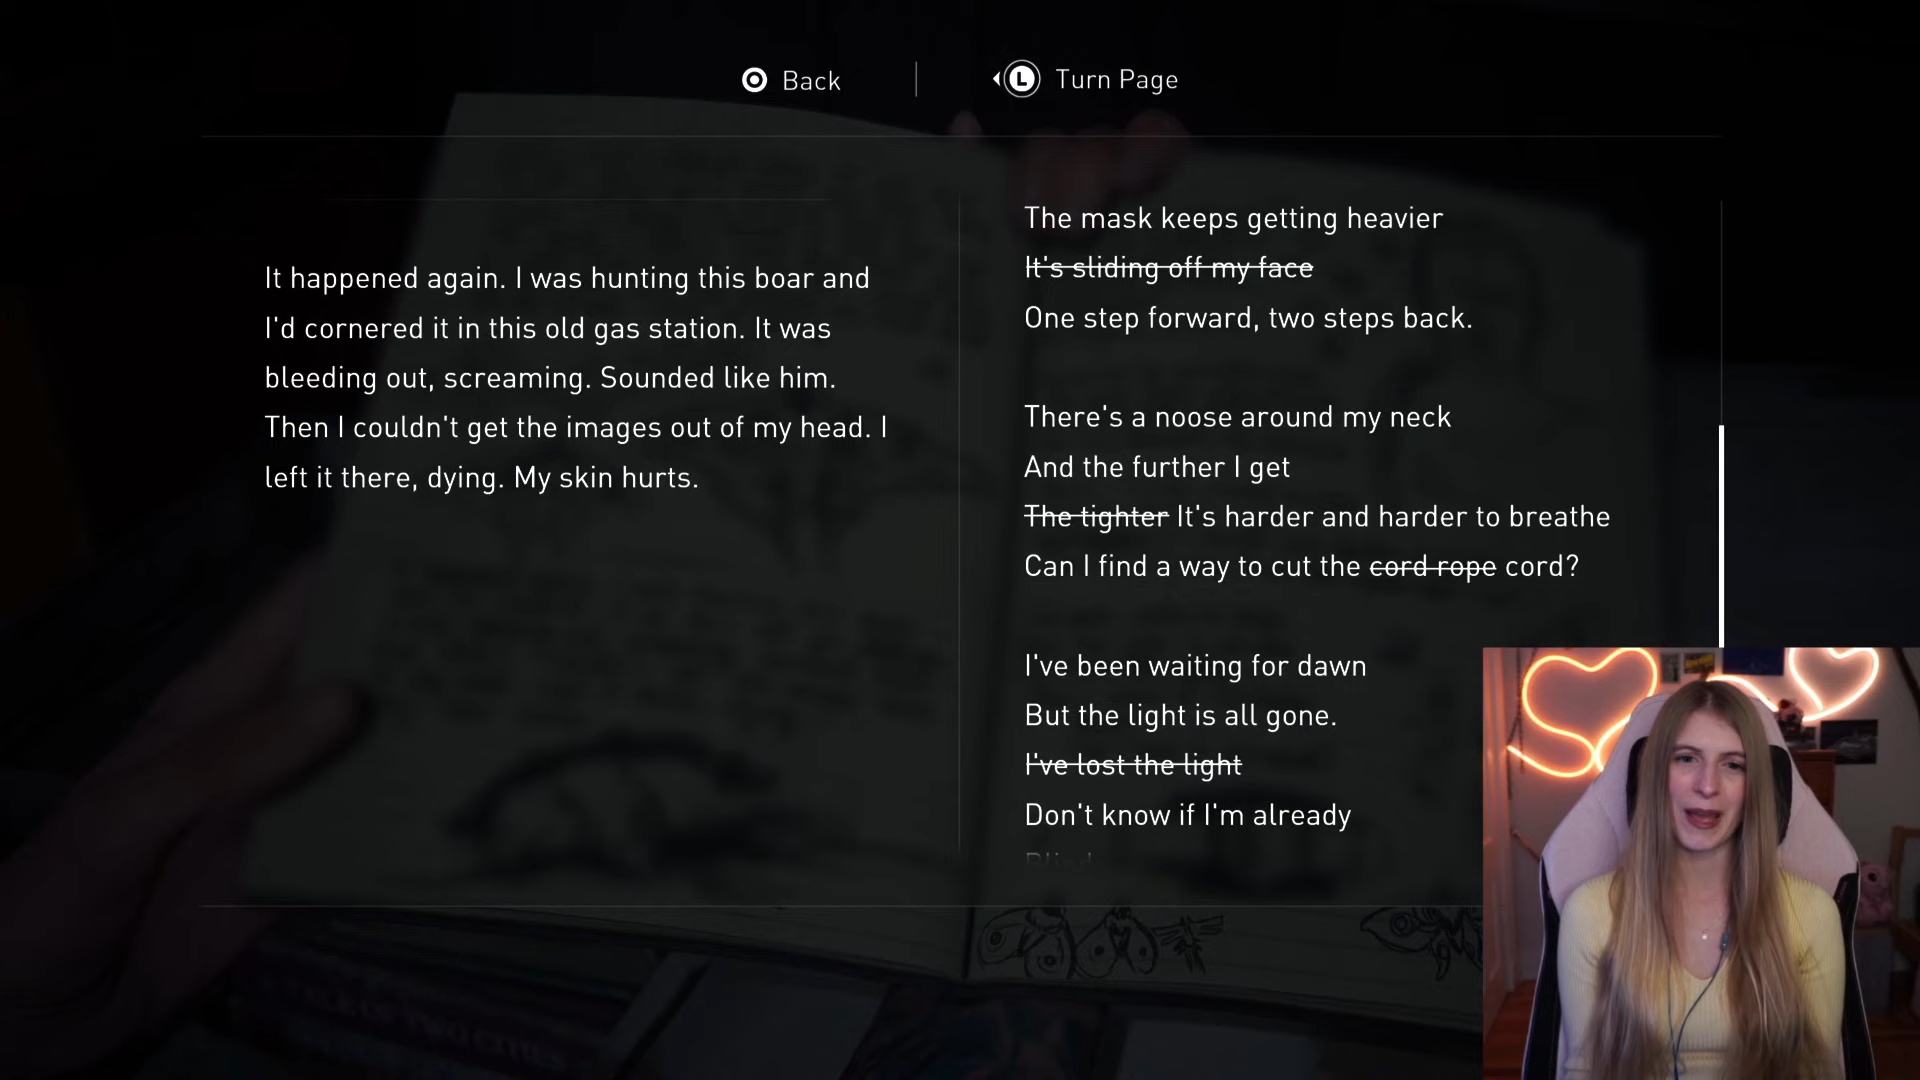 Back
L Turn Page
It happened again. I was hunting this boar and
I'd cornered it in this old gas station. It was
bleeding out, screaming. Sounded like him.
Then I couldn't get the images out of my head. I
left it there, dying. My skin hurts.
The mask keeps getting heavier
It's sliding off my face
One step forward, two steps back.
There's a noose around my neck
And the further I get
The tighter It's harder and harder to breathe
Can I find a way to cut the cord rope cord?
I've been waiting for dawn
But the light is all gone.
I've lost the light
Don't know if I'm already
Blind
A TALE OF TWO CITIES